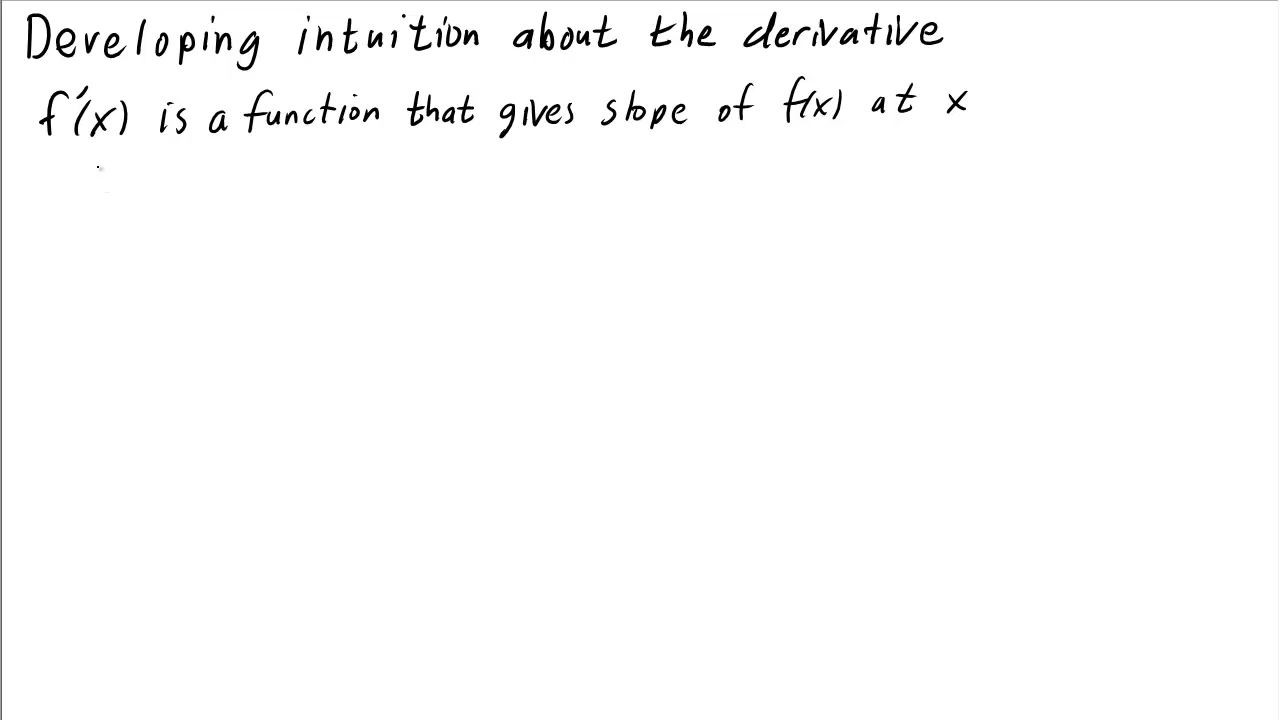 Developing intuition about the derivative
f'(x) is a function that gives slope of f(x) at x